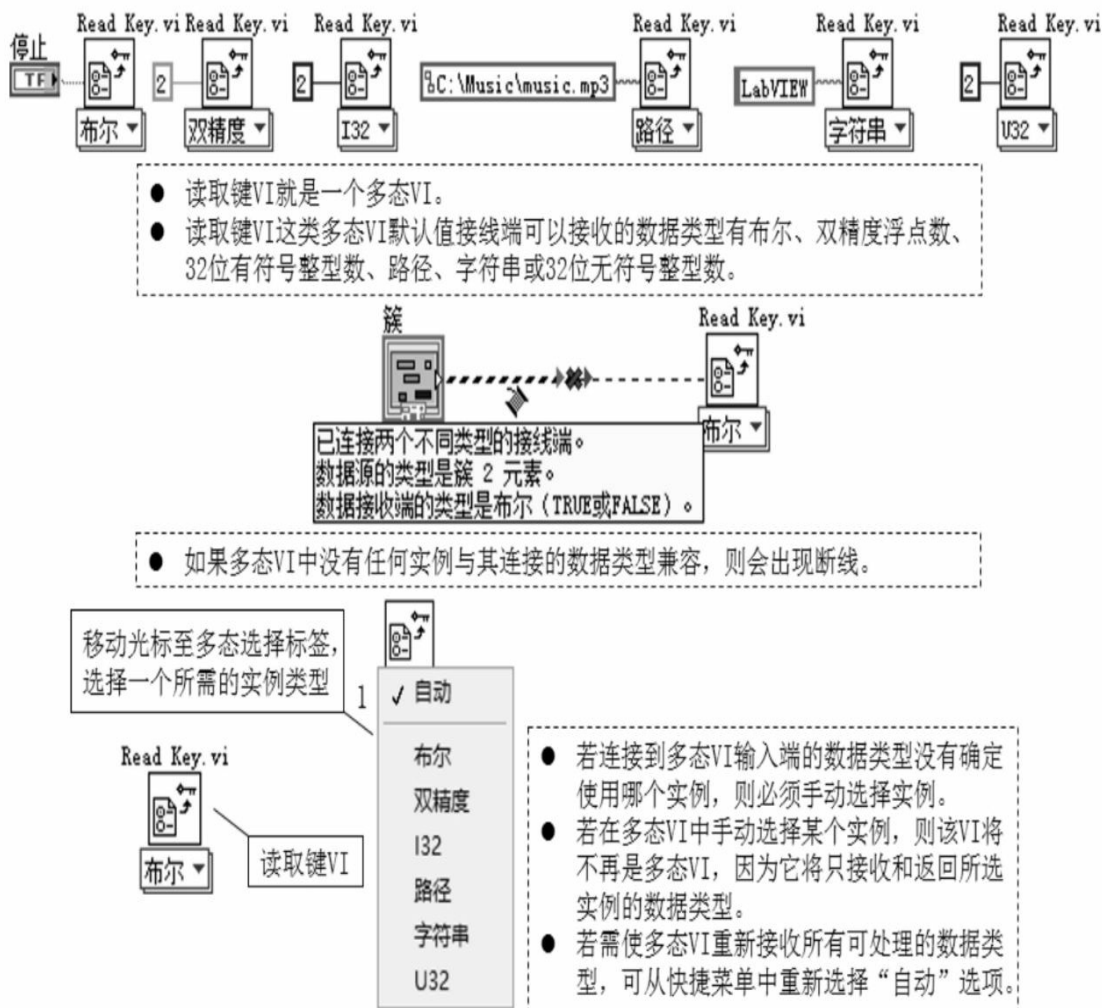 Read Key.vi Read Key.vi Read Key.vi Read Key.vi Read Key.vi Read Key.vi
停止
TF 2 2 C:\Music\music.mp3 LabVIEW 2
布尔 双精度 I32 路径 字符串 U32
● 读取键VI就是一个多态VI。
● 读取键VI这类多态VI默认值接线端可以接收的数据类型有布尔、双精度浮点数、
32位有符号整型数、路径、字符串或32位无符号整型数。
簇
Read Key.vi
布尔
已连接两个不同类型的接线端。
数据源的类型是簇 2 元素。
数据接收端的类型是布尔（TRUE或FALSE）。
● 如果多态VI中没有任何实例与其连接的数据类型兼容，则会出现断线。
移动光标至多态选择标签，
选择一个所需的实例类型
1
✓ 自动
布尔
双精度
I32
路径
字符串
U32
Read Key.vi
布尔
读取键VI
● 若连接到多态VI输入端的数据类型没有确定
使用哪个实例，则必须手动选择实例。
● 若在多态VI中手动选择某个实例，则该VI将
不再是多态VI，因为它将只接收和返回所选
实例的数据类型。
● 若需使多态VI重新接收所有可处理的数据类
型，可从快捷菜单中重新选择“自动”选项。